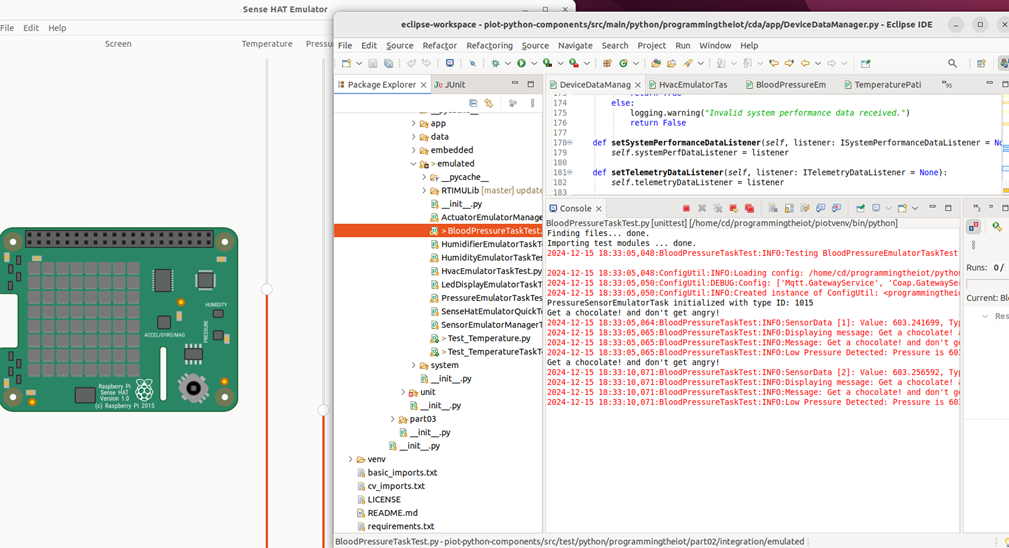 Sense HAT Emulator
File Edit Help
Screen
Temperature
Pressu
HUMIDITY
PRESSURE
ACCEL/GYRO/MAG
Raspberry Pi
Sense HAT
Version 1.0
(c) Raspberry Pi 2015
eclipse-workspace - piot-python-components/src/main/python/programmingtheiot/cda/app/DeviceDataManager.py - Eclipse IDE
File Edit Source Refactor Refactoring Source Navigate Search Project Run Window Help
Package Explorer
JUnit
app
data
embedded
> emulated
__pycache__
RTIMULib [master] update
__init__.py
ActuatorEmulatorManage
> BloodPressureTaskTest.
HumidifierEmulatorTaskT
HumidityEmulatorTaskTe
HvacEmulatorTaskTest.py
LedDisplayEmulatorTaskT
PressureEmulatorTaskTes
SenseHatEmulatorQuickT
SensorEmulatorManagerT
> Test_Temperature.py
> Test_TemperatureTaskT
system
__init__.py
unit
__init__.py
part03
__init__.py
__init__.py
venv
basic_imports.txt
cv_imports.txt
LICENSE
README.md
requirements.txt
DeviceDataManag
HvacEmulatorTas
BloodPressureEm
TemperaturePati
95
174 else:
175 logging.warning("Invalid system performance data received.")
176 return False
177
178 def setSystemPerformanceDataListener(self, listener: ISystemPerformanceDataListener = No
179 self.systemPerfDataListener = listener
180
181 def setTelemetryDataListener(self, listener: ITelemetryDataListener = None):
182 self.telemetryDataListener = listener
183
Console
BloodPressureTaskTest.py [unittest] [/home/cd/programmingtheiot/piotvenv/bin/python]
Finding files... done.
Importing test modules ... done.
2024-12-15 18:33:05,048:BloodPressureTaskTest:INFO:Testing BloodPressureEmulatorTaskTest
2024-12-15 18:33:05,048:ConfigUtil:INFO:Loading config: /home/cd/programmingtheiot/python
2024-12-15 18:33:05,050:ConfigUtil:DEBUG:Config: ['Mqtt.GatewayService', 'Coap.GatewaySer
2024-12-15 18:33:05,050:ConfigUtil:INFO:Created instance of ConfigUtil: <programmingtheio
PressureSensorEmulatorTask initialized with type ID: 1015
Get a chocolate! and don't get angry!
2024-12-15 18:33:05,064:BloodPressureTaskTest:INFO:SensorData [1]: Value: 603.241699, Typ
2024-12-15 18:33:05,065:BloodPressureTaskTest:INFO:Displaying message: Get a chocolate! a
2024-12-15 18:33:05,065:BloodPressureTaskTest:INFO:Message: Get a chocolate! and don't ge
2024-12-15 18:33:05,065:BloodPressureTaskTest:INFO:Low Pressure Detected: Pressure is 603
Get a chocolate! and don't get angry!
2024-12-15 18:33:10,071:BloodPressureTaskTest:INFO:SensorData [2]: Value: 603.256592, Typ
2024-12-15 18:33:10,071:BloodPressureTaskTest:INFO:Displaying message: Get a chocolate! a
2024-12-15 18:33:10,071:BloodPressureTaskTest:INFO:Message: Get a chocolate! and don't ge
2024-12-15 18:33:10,071:BloodPressureTaskTest:INFO:Low Pressure Detected: Pressure is 603
Runs: 0 /
Current: Blo
Res
BloodPressureTaskTest.py - piot-python-components/src/test/python/programmingtheiot/part02/integration/emulated